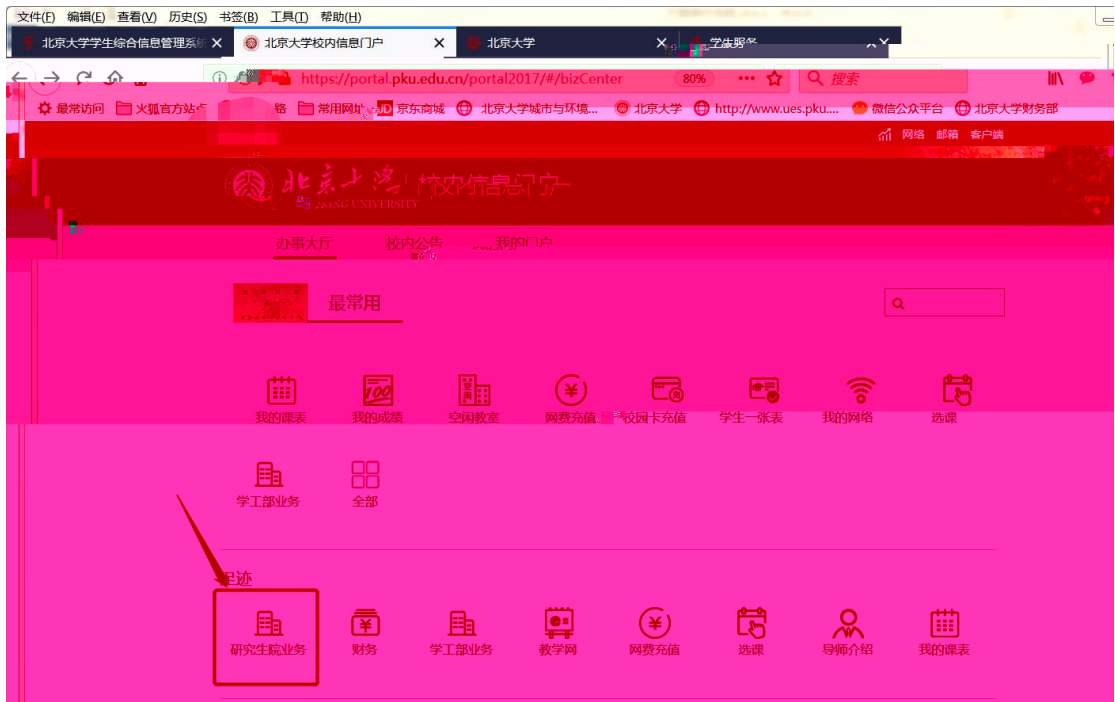 文件(F) 编辑(E) 查看(V) 历史(S) 书签(B) 工具(T) 帮助(H)
北京大学学生综合信息管理系统 北京大学校内信息门户 北京大学
https://portal.pku.edu.cn/portal2017/#/bizCenter 80% 搜索
最常访问 火狐官方站点 常用网址 JD 京东商城 北京大学城市与环境... 北京大学 http://www.ues.pku.... 微信公众平台 北京大学财务部
网络 邮箱 客户端
北京大学 校内信息门户
办事大厅 校内公告 我的门户
最常用
我的课表 我的成绩 空闲教室 网费充值 校园卡充值 学生一张表 我的网络 选课
学工部业务 全部
足迹
研究生院业务 财务 学工部业务 教学网 网费充值 选课 导师介绍 我的课表